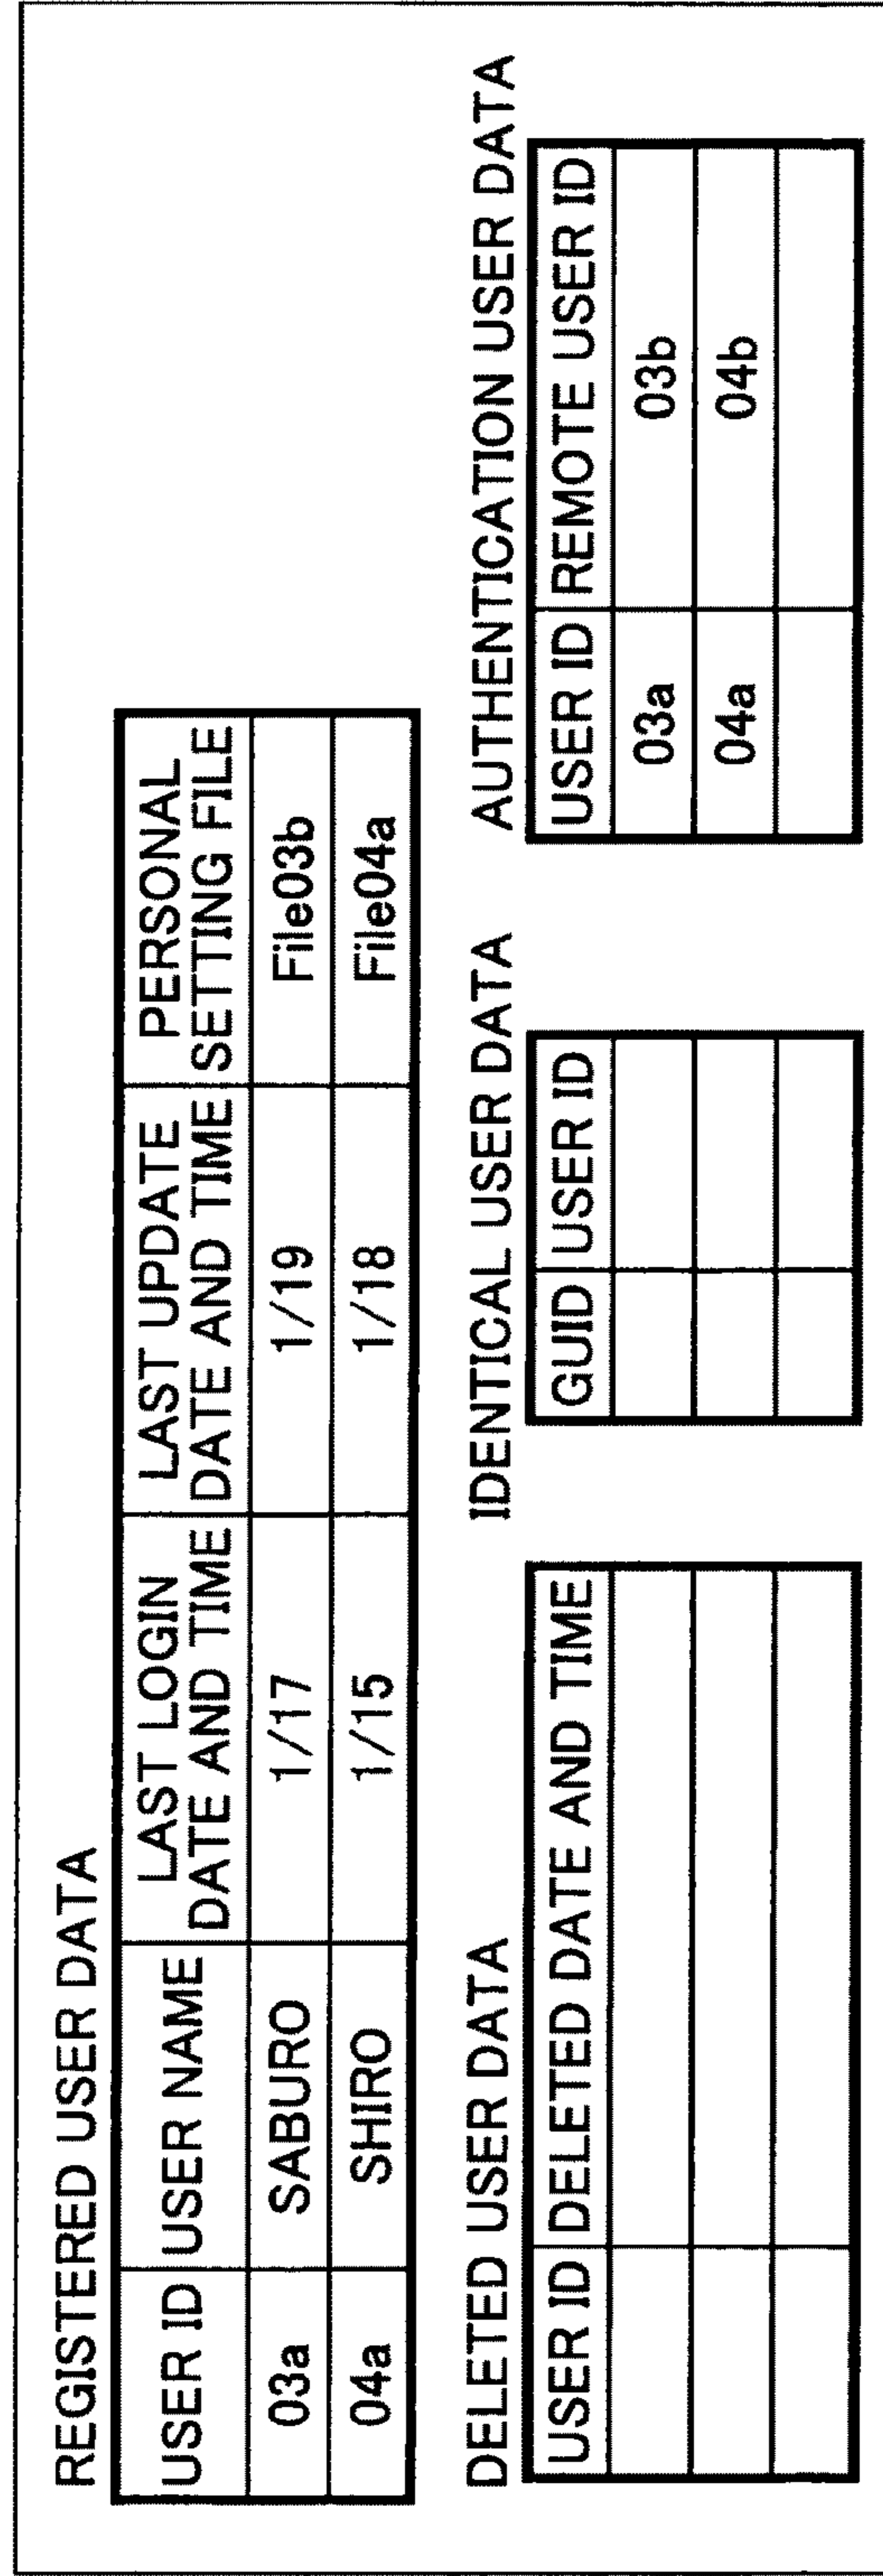 REGISTERED USER DATA
USER ID USER NAME LAST LOGIN DATE AND TIME LAST UPDATE DATE AND TIME PERSONAL SETTING FILE
03a SABURO 1/17 1/19 File03b
04a SHIRO 1/15 1/18 File04a
DELETED USER DATA
USER ID DELETED DATE AND TIME
IDENTICAL USER DATA
GUID USER ID
AUTHENTICATION USER DATA
USER ID REMOTE USER ID
03a 03b
04a 04b